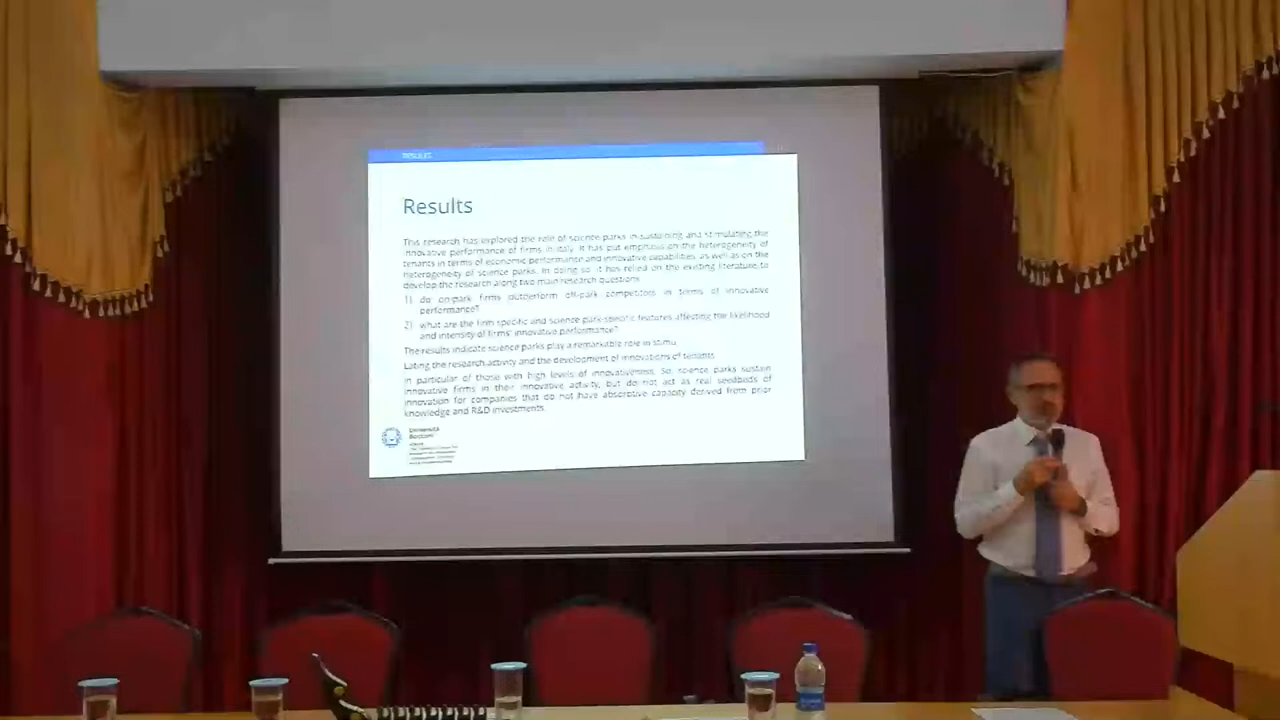 RESULTS
Results
This research has explored the role of science parks in sustaining and stimulating the
innovative performance of firms in Italy. It has put emphasis on the heterogeneity of
tenants in terms of economic performance and innovative capabilities, as well as on the
heterogeneity of science parks. In doing so it has relied on the existing literature to
develop the research along two main research questions
1) do on-park firms outperform off-park competitors in terms of innovative
performance?
2) what are the firm specific and science park-specific features affecting the likelihood
and intensity of firms' innovative performance?
The results indicate science parks play a remarkable role in stimu
Lating the research activity and the development of innovations of tenants
In particular of those with high levels of innovativeness. So, science parks sustain
innovative firms in their innovative activity, but do not act as real seedbeds of
innovation for companies that do not have absorptive capacity derived from prior
knowledge and R&D investments.
Università
Bocconi